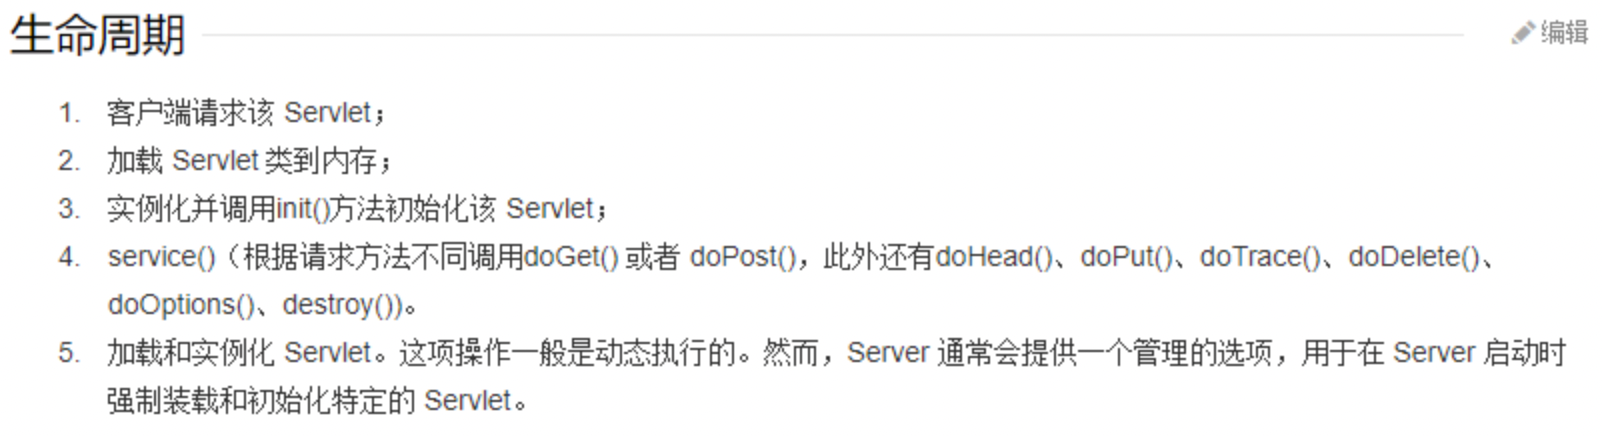 生命周期
编辑
1. 客户端请求该 Servlet；
2. 加载 Servlet 类到内存；
3. 实例化并调用init()方法初始化该 Servlet；
4. service()（根据请求方法不同调用doGet() 或者 doPost()，此外还有doHead()、doPut()、doTrace()、doDelete()、
doOptions()、destroy())。
5. 加载和实例化 Servlet。这项操作一般是动态执行的。然而，Server 通常会提供一个管理的选项，用于在 Server 启动时
强制装载和初始化特定的 Servlet。